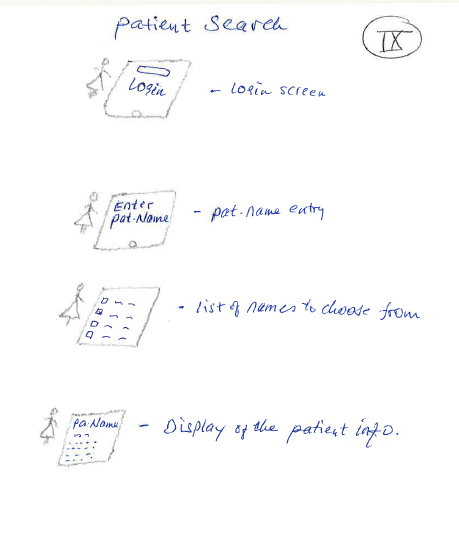 patient search
IX
Login
- login screen
Enter
pat.Name
- pat.name entry
- list of names to choose from
Pa.Name
- Display of the patient info.